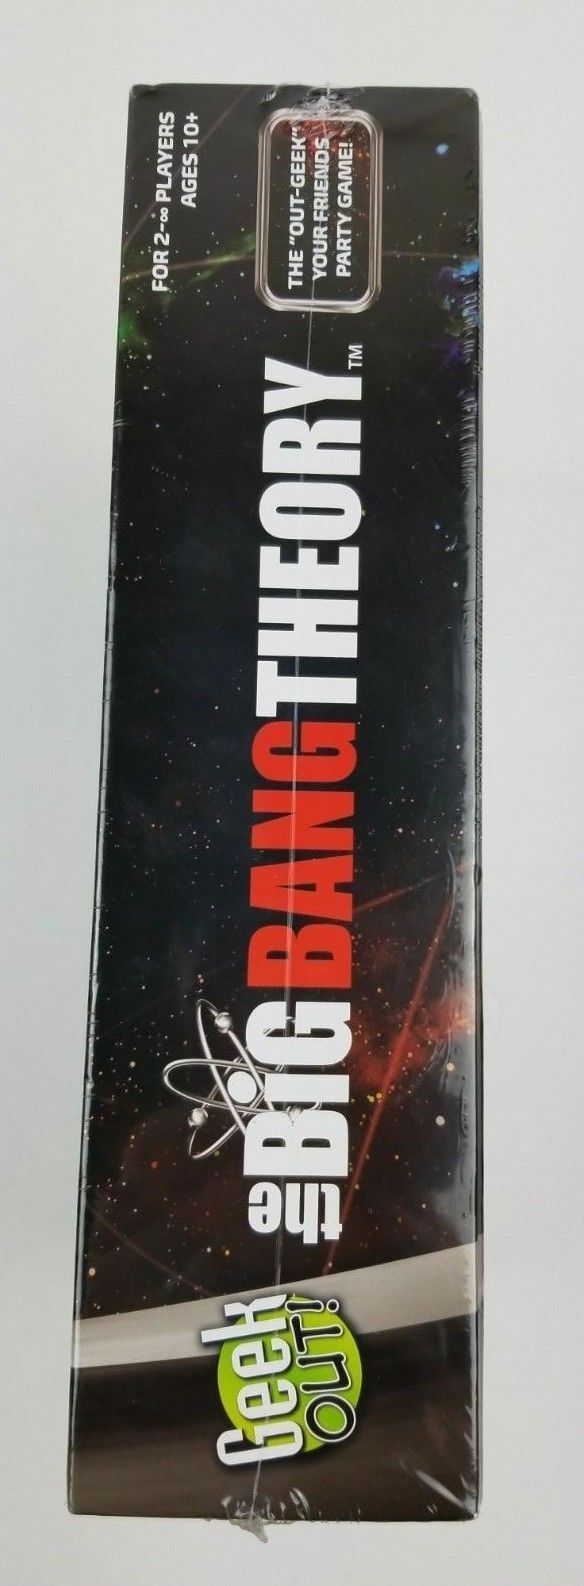 Geek
OUT!
the BIG BANG THEORY™
FOR 2-∞ PLAYERS
AGES 10+
THE "OUT-GEEK"
YOUR FRIENDS
PARTY GAME!